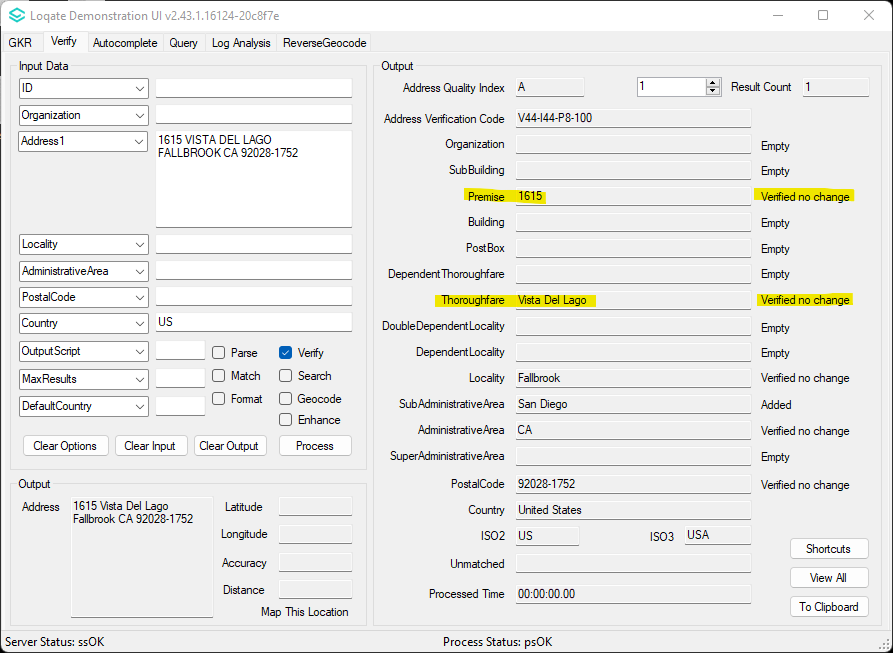 Loqate Demonstration UI v2.43.1.16124-20c8f7e
GKR Verify Autocomplete Query Log Analysis ReverseGeocode
Input Data
ID
Organization
Address1
1615 VISTA DEL LAGO
FALLBROOK CA 92028-1752
Locality
AdministrativeArea
PostalCode
Country US
OutputScript Parse Verify
MaxResults Match Search
DefaultCountry Format Geocode
Enhance
Clear Options Clear Input Clear Output Process
Output
Address 1615 Vista Del Lago
Fallbrook CA 92028-1752
Latitude
Longitude
Accuracy
Distance
Map This Location
Output
Address Quality Index A 1 Result Count 1
Address Verification Code V44-I44-P8-100
Organization Empty
SubBuilding Empty
Premise 1615 Verified no change
Building Empty
PostBox Empty
DependentThoroughfare Empty
Thoroughfare Vista Del Lago Verified no change
DoubleDependentLocality Empty
DependentLocality Empty
Locality Fallbrook Verified no change
SubAdministrativeArea San Diego Added
AdministrativeArea CA Verified no change
SuperAdministrativeArea Empty
PostalCode 92028-1752 Verified no change
Country United States
ISO2 US ISO3 USA
Unmatched
Processed Time 00:00:00.00
Shortcuts
View All
To Clipboard
Server Status: ssOK Process Status: psOK